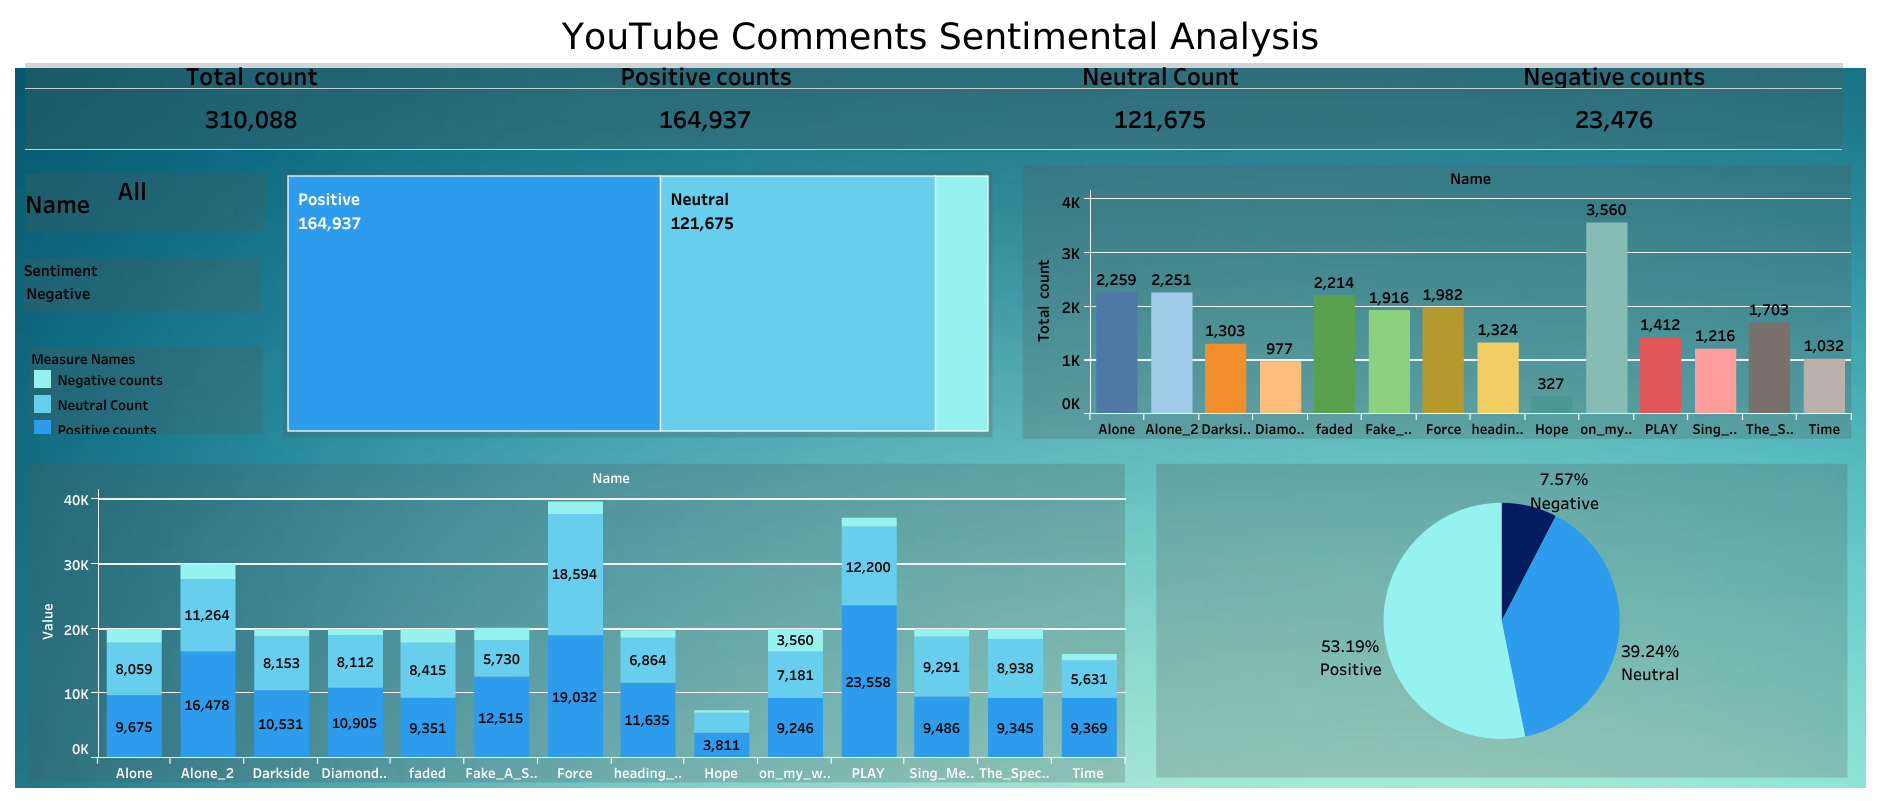 YouTube Comments Sentimental Analysis
Total count Positive counts Neutral Count Negative counts
310,088 164,937 121,675 23,476
Name All
Sentiment
Negative
Measure Names
Negative counts
Neutral Count
Positive counts
Positive
164,937
Neutral
121,675
Name
Total count
4K
3K
2K
1K
0K
2,259 2,251 1,303 977 2,214 1,916 1,982 1,324 327 3,560 1,412 1,216 1,703 1,032
Alone Alone_2 Darksi.. Diamo.. faded Fake_.. Force headin.. Hope on_my.. PLAY Sing_.. The_S.. Time
Name
Value
40K
30K
20K
10K
0K
18,594 12,200
11,264
3,560
8,059 8,153 8,112 8,415 5,730 6,864 7,181 9,291 8,938 5,631
9,675 16,478 10,531 10,905 9,351 12,515 19,032 11,635 3,811 9,246 23,558 9,486 9,345 9,369
Alone Alone_2 Darkside Diamond.. faded Fake_A_S.. Force heading_.. Hope on_my_w.. PLAY Sing_Me.. The_Spec.. Time
7.57%
Negative
53.19%
Positive
39.24%
Neutral